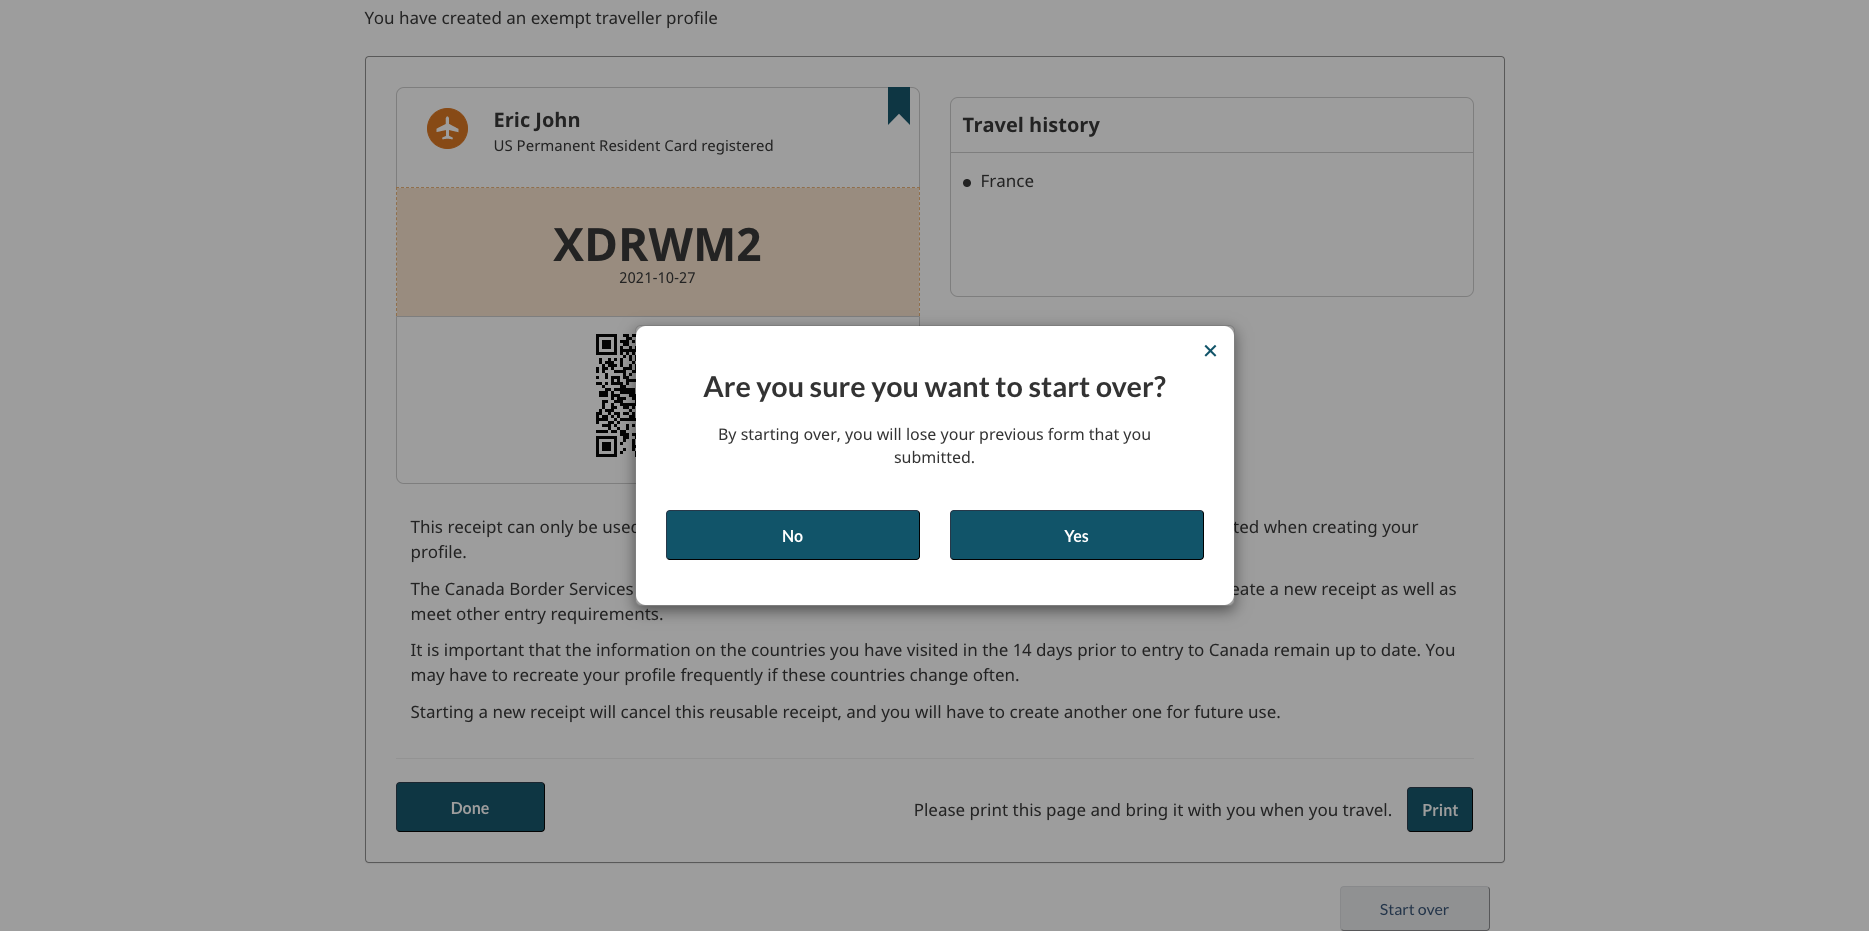 You have created an exempt traveller profile
Eric John
US Permanent Resident Card registered
XDRWM2
2021-10-27
Travel history
France
Are you sure you want to start over?
By starting over, you will lose your previous form that you
submitted.
No
Yes
This receipt can only be used
ted when creating your
profile.
The Canada Border Services
eate a new receipt as well as
meet other entry requirements.
It is important that the information on the countries you have visited in the 14 days prior to entry to Canada remain up to date. You
may have to recreate your profile frequently if these countries change often.
Starting a new receipt will cancel this reusable receipt, and you will have to create another one for future use.
Done
Please print this page and bring it with you when you travel.
Print
Start over